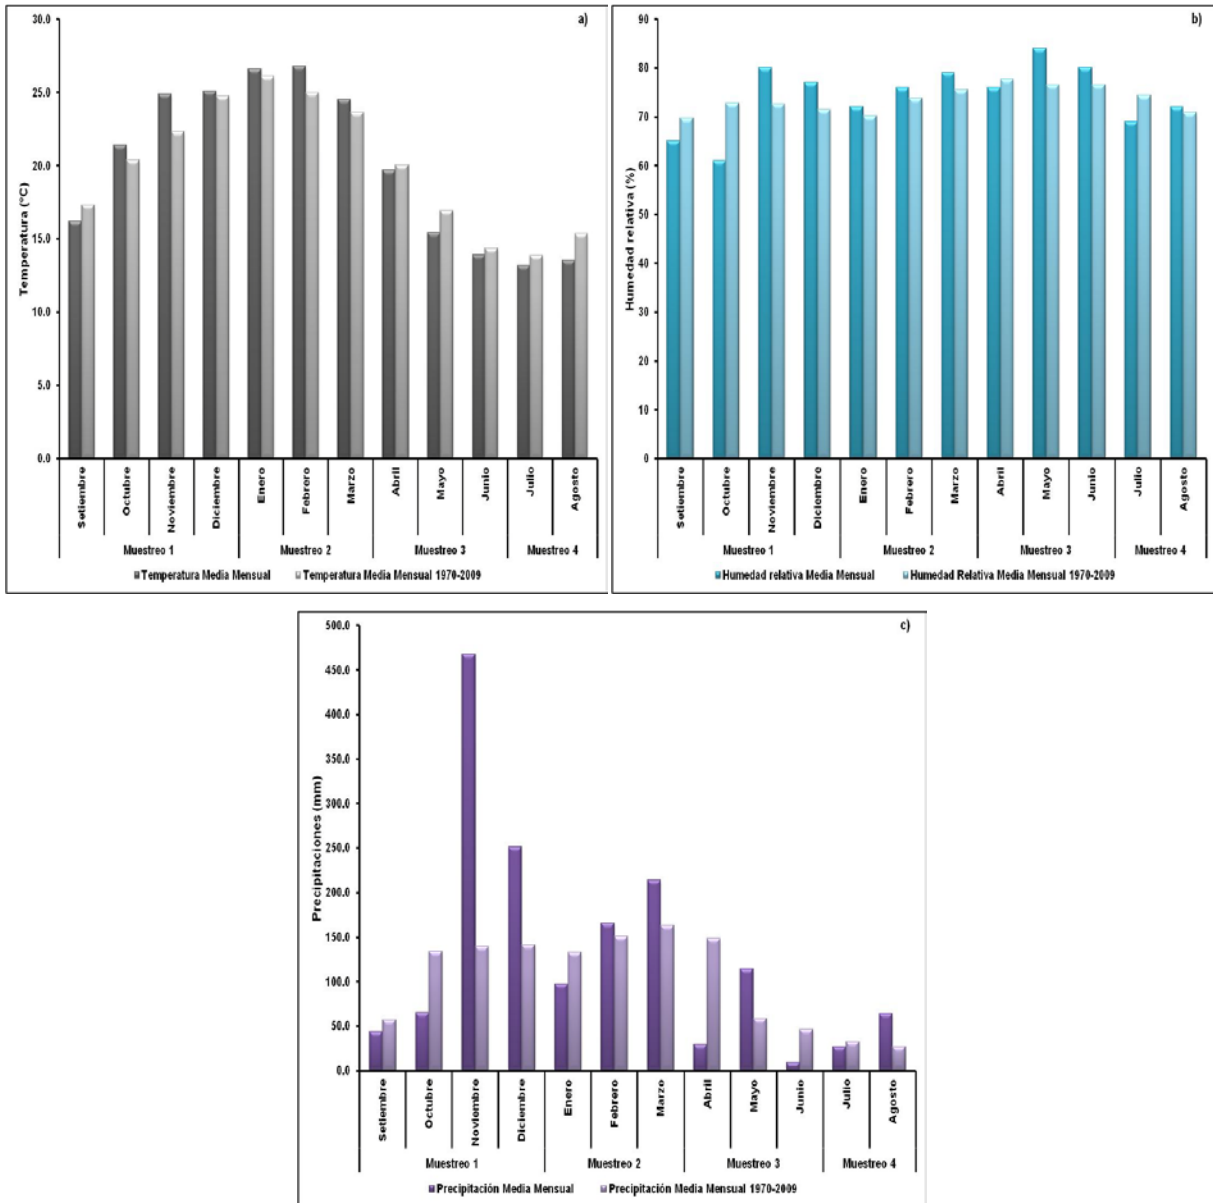 a)
30.0
25.0
20.0
15.0
10.0
5.0
0.0
Temperatura (°C)
Setiembre
Octubre
Noviembre
Diciembre
Enero
Febrero
Marzo
Abril
Mayo
Junio
Julio
Agosto
Muestreo 1 Muestreo 2 Muestreo 3 Muestreo 4
Temperatura Media Mensual Temperatura Media Mensual 1970-2009
b)
90
80
70
60
50
40
30
20
10
0
Humedad relativa (%)
Setiembre
Octubre
Noviembre
Diciembre
Enero
Febrero
Marzo
Abril
Mayo
Junio
Julio
Agosto
Muestreo 1 Muestreo 2 Muestreo 3 Muestreo 4
Humedad relativa Media Mensual Humedad Relativa Media Mensual 1970-2009
c)
500.0
450.0
400.0
350.0
300.0
250.0
200.0
150.0
100.0
50.0
0.0
Precipitaciones (mm)
Setiembre
Octubre
Noviembre
Diciembre
Enero
Febrero
Marzo
Abril
Mayo
Junio
Julio
Agosto
Muestreo 1 Muestreo 2 Muestreo 3 Muestreo 4
Precipitación Media Mensual Precipitación Media Mensual 1970-2009